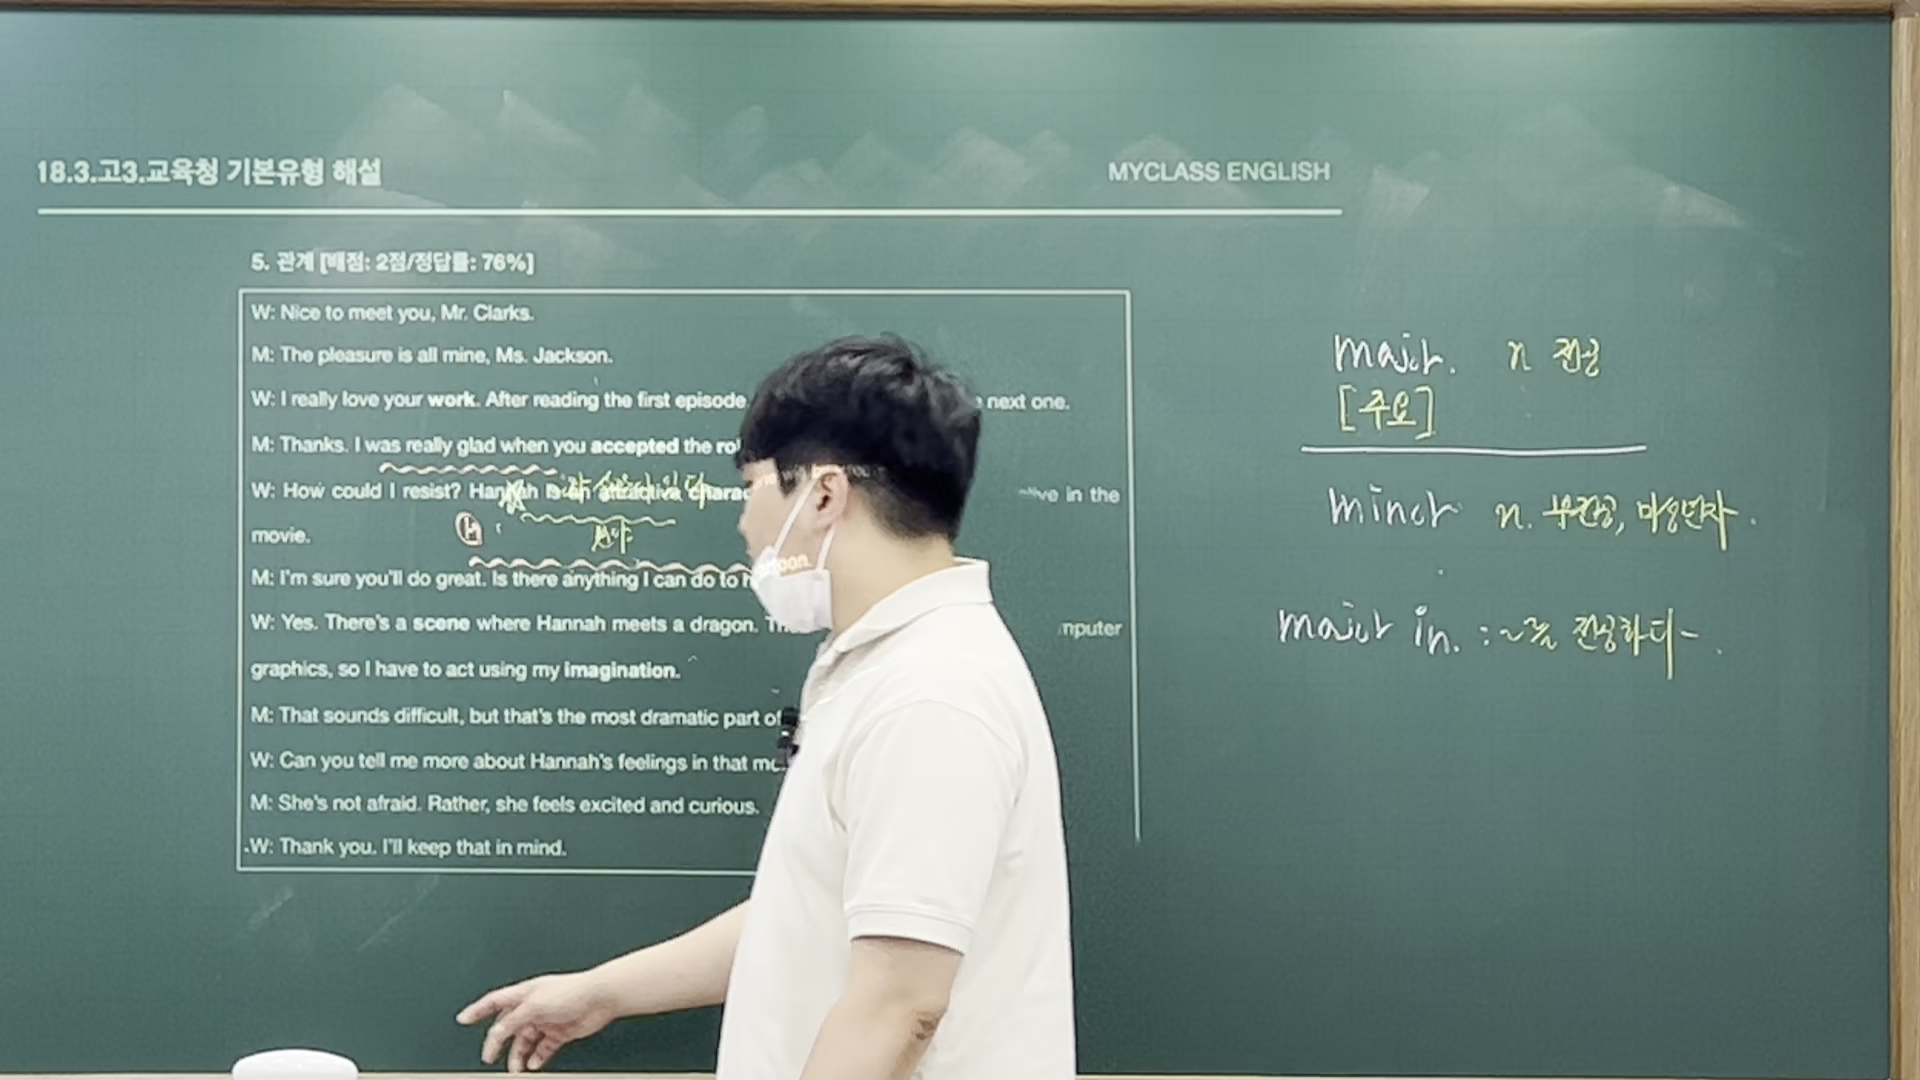 18.3.고3.교육청 기본유형 해설
MYCLASS ENGLISH
5. 관계 [배점: 2점/정답률: 76%]
W: Nice to meet you, Mr. Clarks.
M: The pleasure is all mine, Ms. Jackson.
W: I really love your work. After reading the first episode next one.
M: Thanks. I was really glad when you accepted the
W: How could I resist? Hannah is an attractive in the
movie.
M: I'm sure you'll do great. Is there anything I can do to
W: Yes. There's a scene where Hannah meets a dragon.
graphics, so I have to act using my imagination.
M: That sounds difficult, but that's the most dramatic part of
W: Can you tell me more about Hannah's feelings in that
M: She's not afraid. Rather, she feels excited and curious.
W: Thank you. I'll keep that in mind.
major. n 전공
[주요]
minor n. 부전공, 미성년자.
major in. : ~를 전공하다